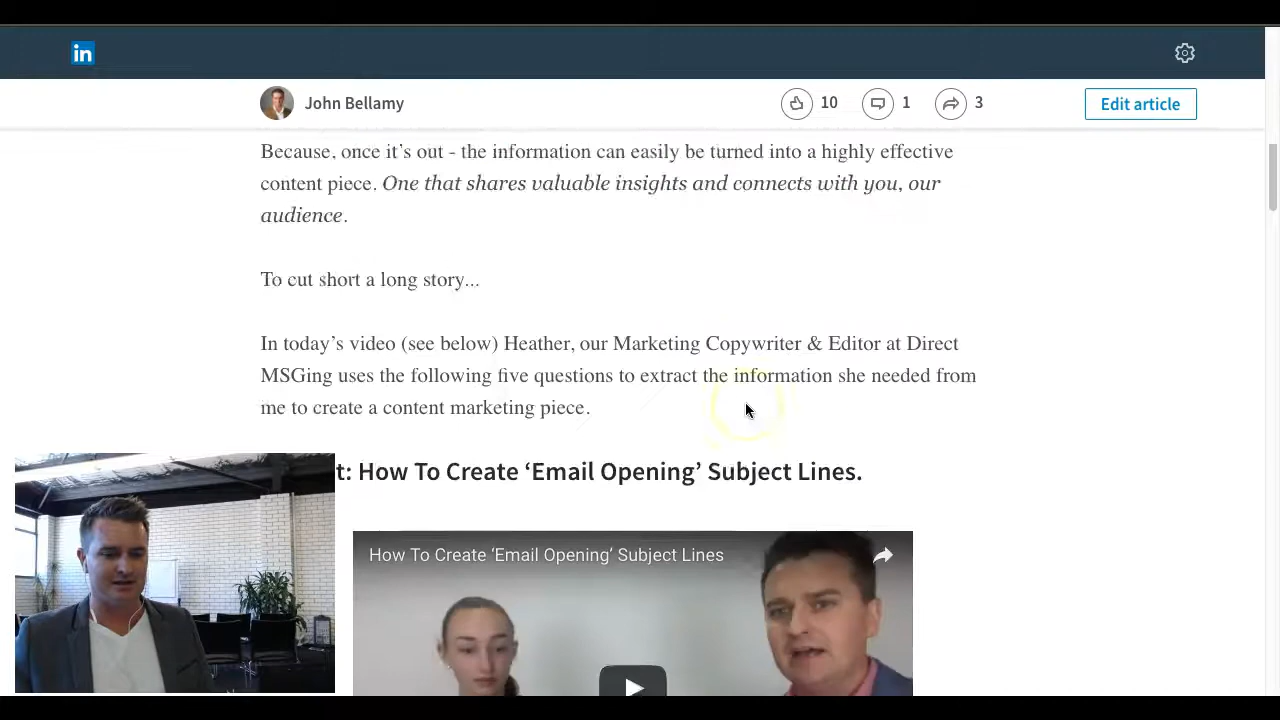 in
John Bellamy
10
1
3
Edit article
Because, once it’s out - the information can easily be turned into a highly effective
content piece. One that shares valuable insights and connects with you, our
audience.
To cut short a long story...
In today’s video (see below) Heather, our Marketing Copywriter & Editor at Direct
MSGing uses the following five questions to extract the information she needed from
me to create a content marketing piece.
t: How To Create ‘Email Opening’ Subject Lines.
How To Create ‘Email Opening’ Subject Lines